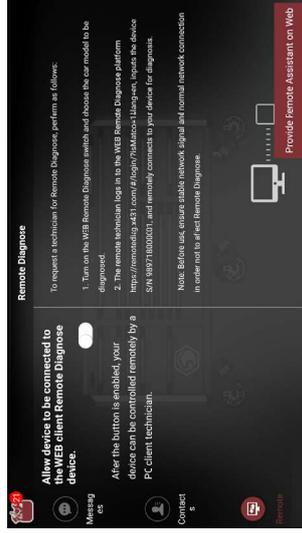 Remote Diagnose
21
Messag
es
Contact
s
Remote
Allow device to be connected to
the WEB client Remote Diagnose
device.
After the button is enabled, your
device can be controlled remotely by a
PC client technician.
To request a technician for Remote Diagnose, perform as follows:
1. Turn on the WEB Remote Diagnose switch and choose the car model to be
diagnosed.
2. The remote technician logs in to the WEB Remote Diagnose platform
https://remotediag.x431.com/#/login/?isMatco=1&lang=en, inputs the device
S/N 989718000C01, and remotely connects to your device for diagnosis.
Note: Before use, ensure stable network signal and normal network connection
in order not to affect Remote Diagnose.
Provide Remote Assistant on Web